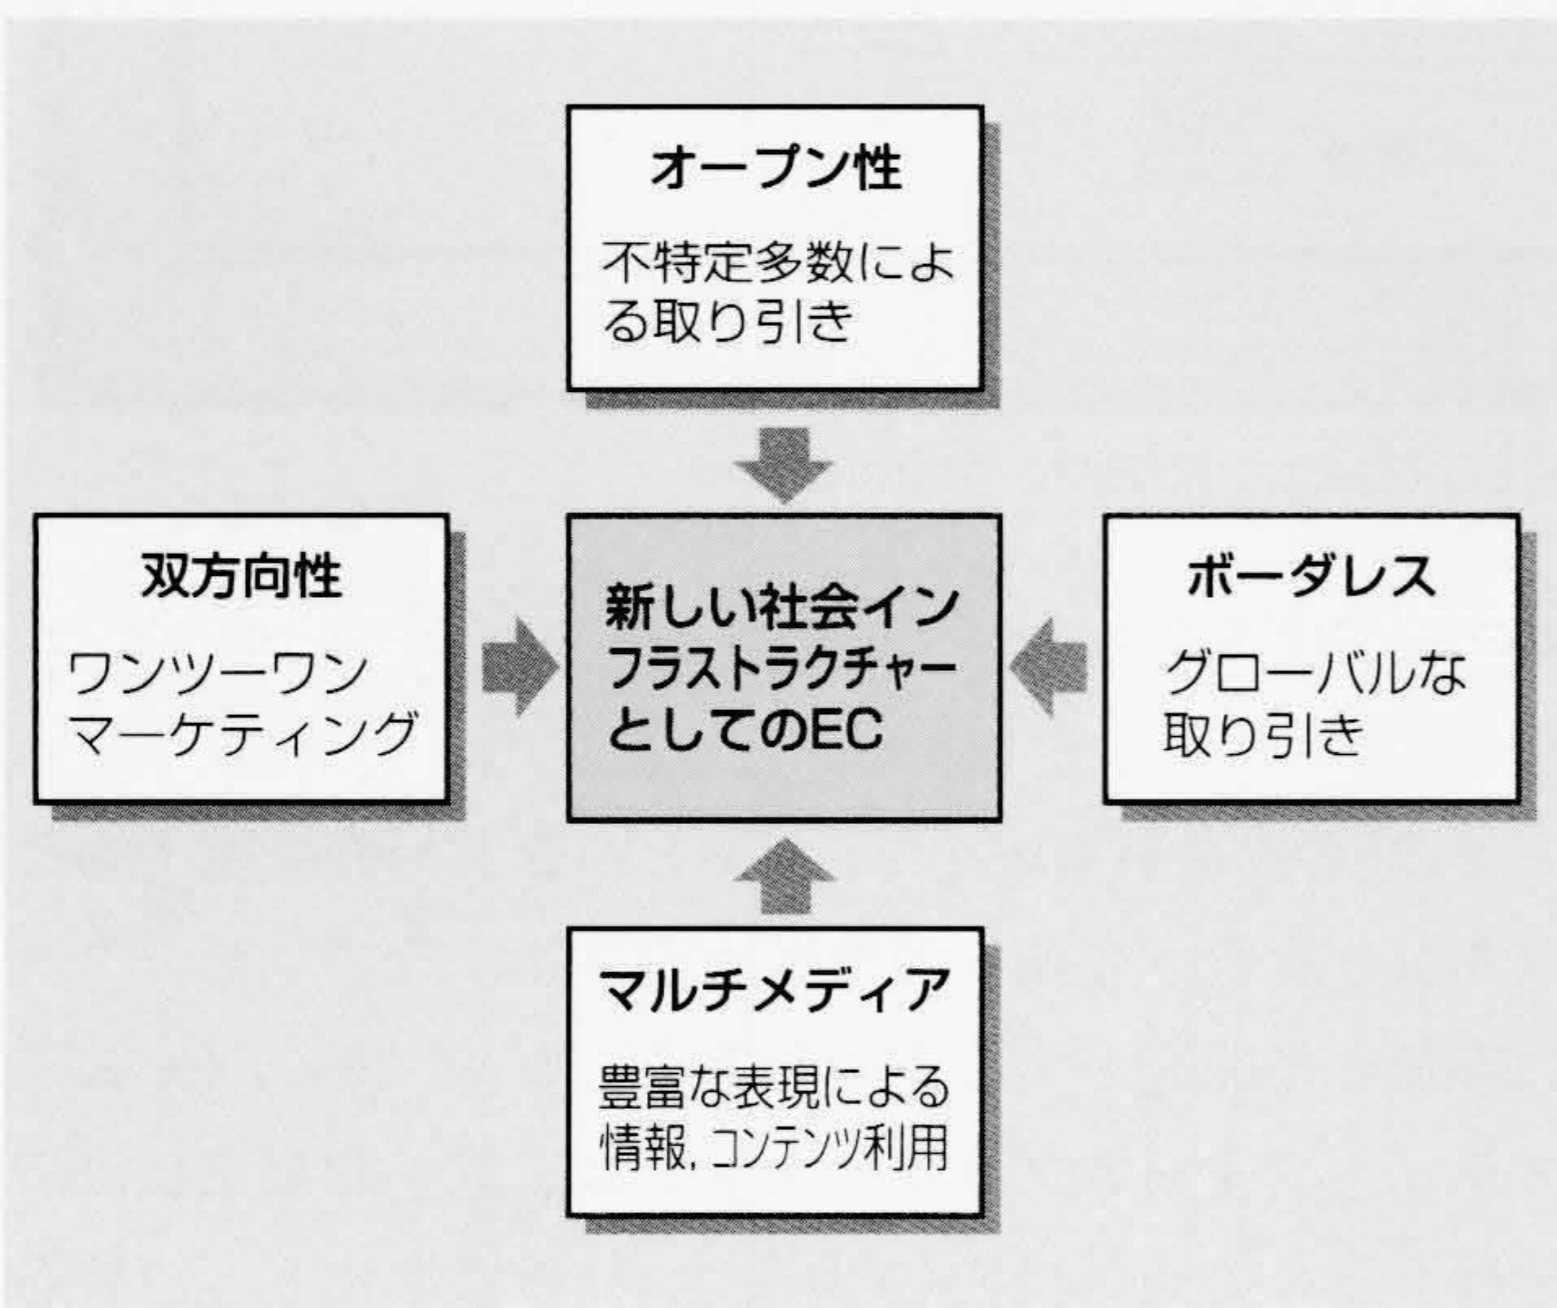 オープン性
不特定多数によ
る取り引き
双方向性
ワンツーワン
マーケティング
新しい社会イン
フラストラクチャー
としてのEC
ボーダレス
グローバルな
取り引き
マルチメディア
豊富な表現による
情報,コンテンツ利用